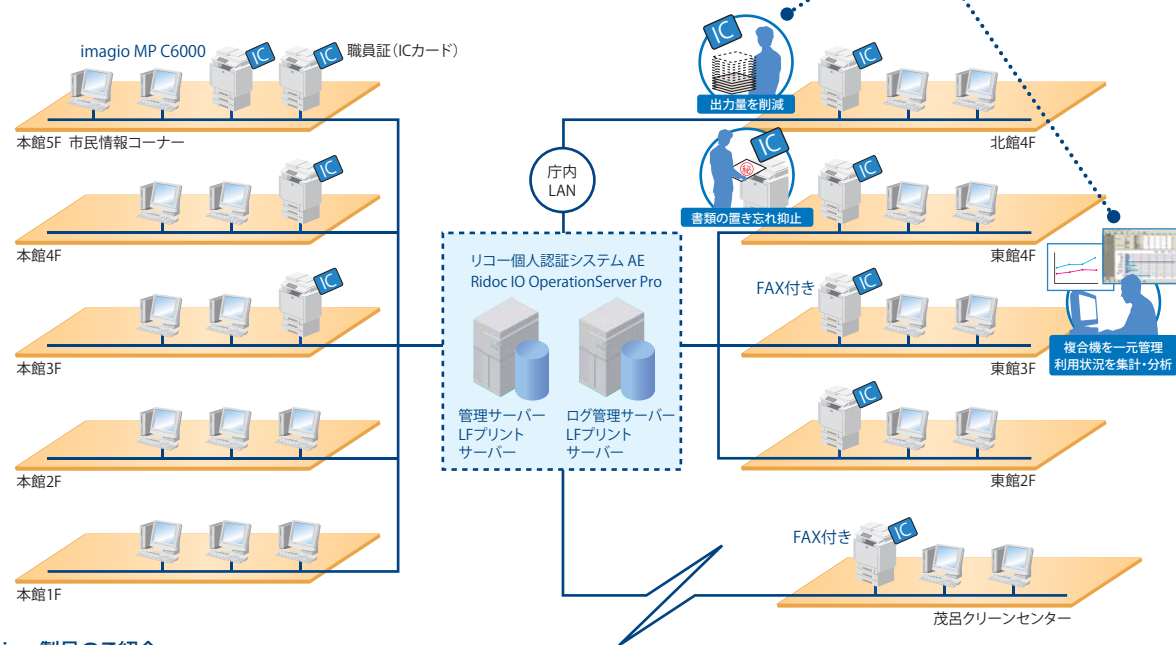 imagio MP C6000
IC
IC
職員証（ICカード）
本館5F 市民情報コーナー
IC
本館4F
IC
本館3F
本館2F
本館1F
庁内
LAN
リコー個人認証システム AE
Ridoc IO OperationServer Pro
管理サーバー
LFプリント
サーバー
ログ管理サーバー
LFプリント
サーバー
IC
出力量を削減
IC
北館4F
IC
㊙
書類の置き忘れ抑止
IC
東館4F
FAX付き
IC
東館3F
複合機を一元管理
利用状況を集計・分析
IC
東館2F
FAX付き
IC
茂呂クリーンセンター